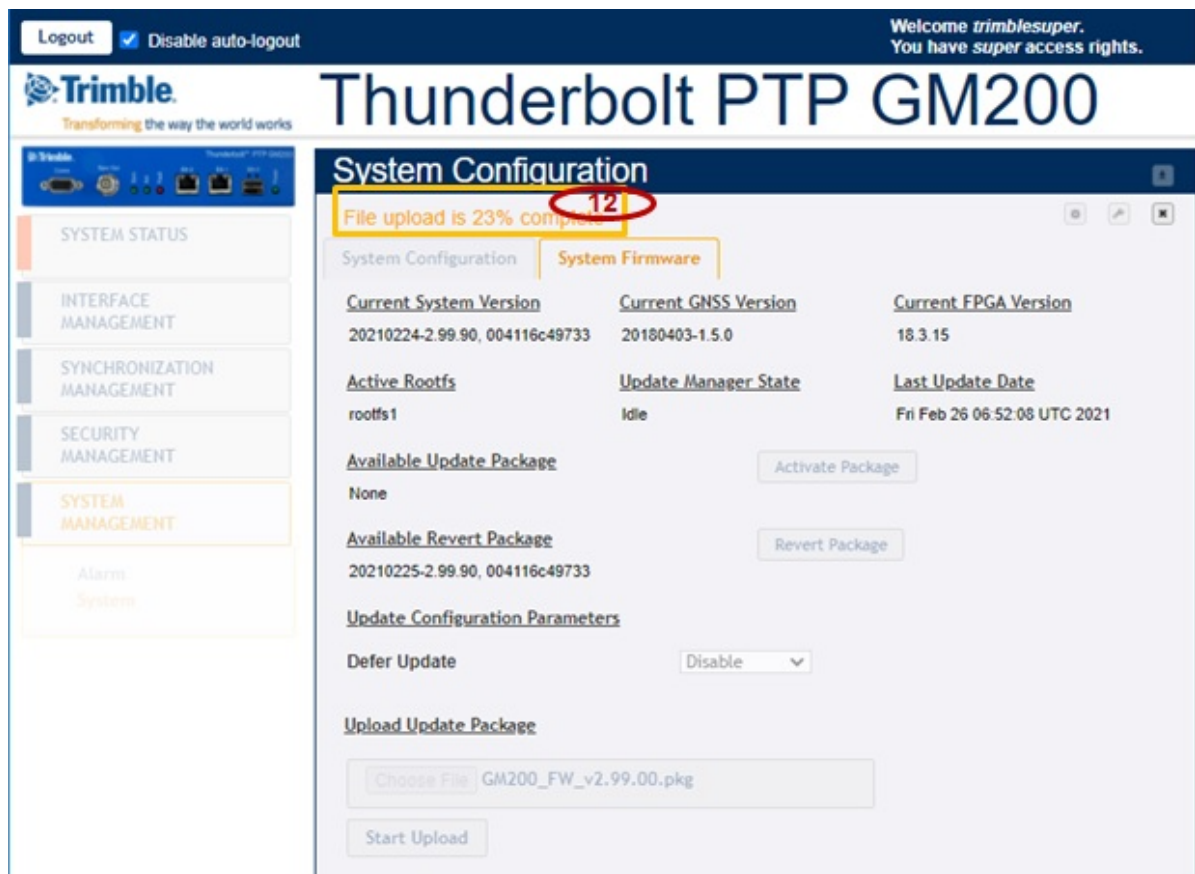 Logout
Disable auto-logout
Welcome trimblesuper.
You have super access rights.
Trimble.
Transforming the way the world works
Thunderbolt PTP GM200
Trimble.
System Configuration
12
File upload is 23% complete
SYSTEM STATUS
INTERFACE
MANAGEMENT
SYNCHRONIZATION
MANAGEMENT
SECURITY
MANAGEMENT
SYSTEM
MANAGEMENT
Alarm
System
System Configuration
System Firmware
Current System Version
Current GNSS Version
Current FPGA Version
20210224-2.99.90, 004116c49733
20180403-1.5.0
18.3.15
Active Rootfs
Update Manager State
Last Update Date
rootfs1
Idle
Fri Feb 26 06:52:08 UTC 2021
Available Update Package
Activate Package
None
Available Revert Package
Revert Package
20210225-2.99.90, 004116c49733
Update Configuration Parameters
Defer Update
Disable
Upload Update Package
Choose File GM200_FW_v2.99.00.pkg
Start Upload